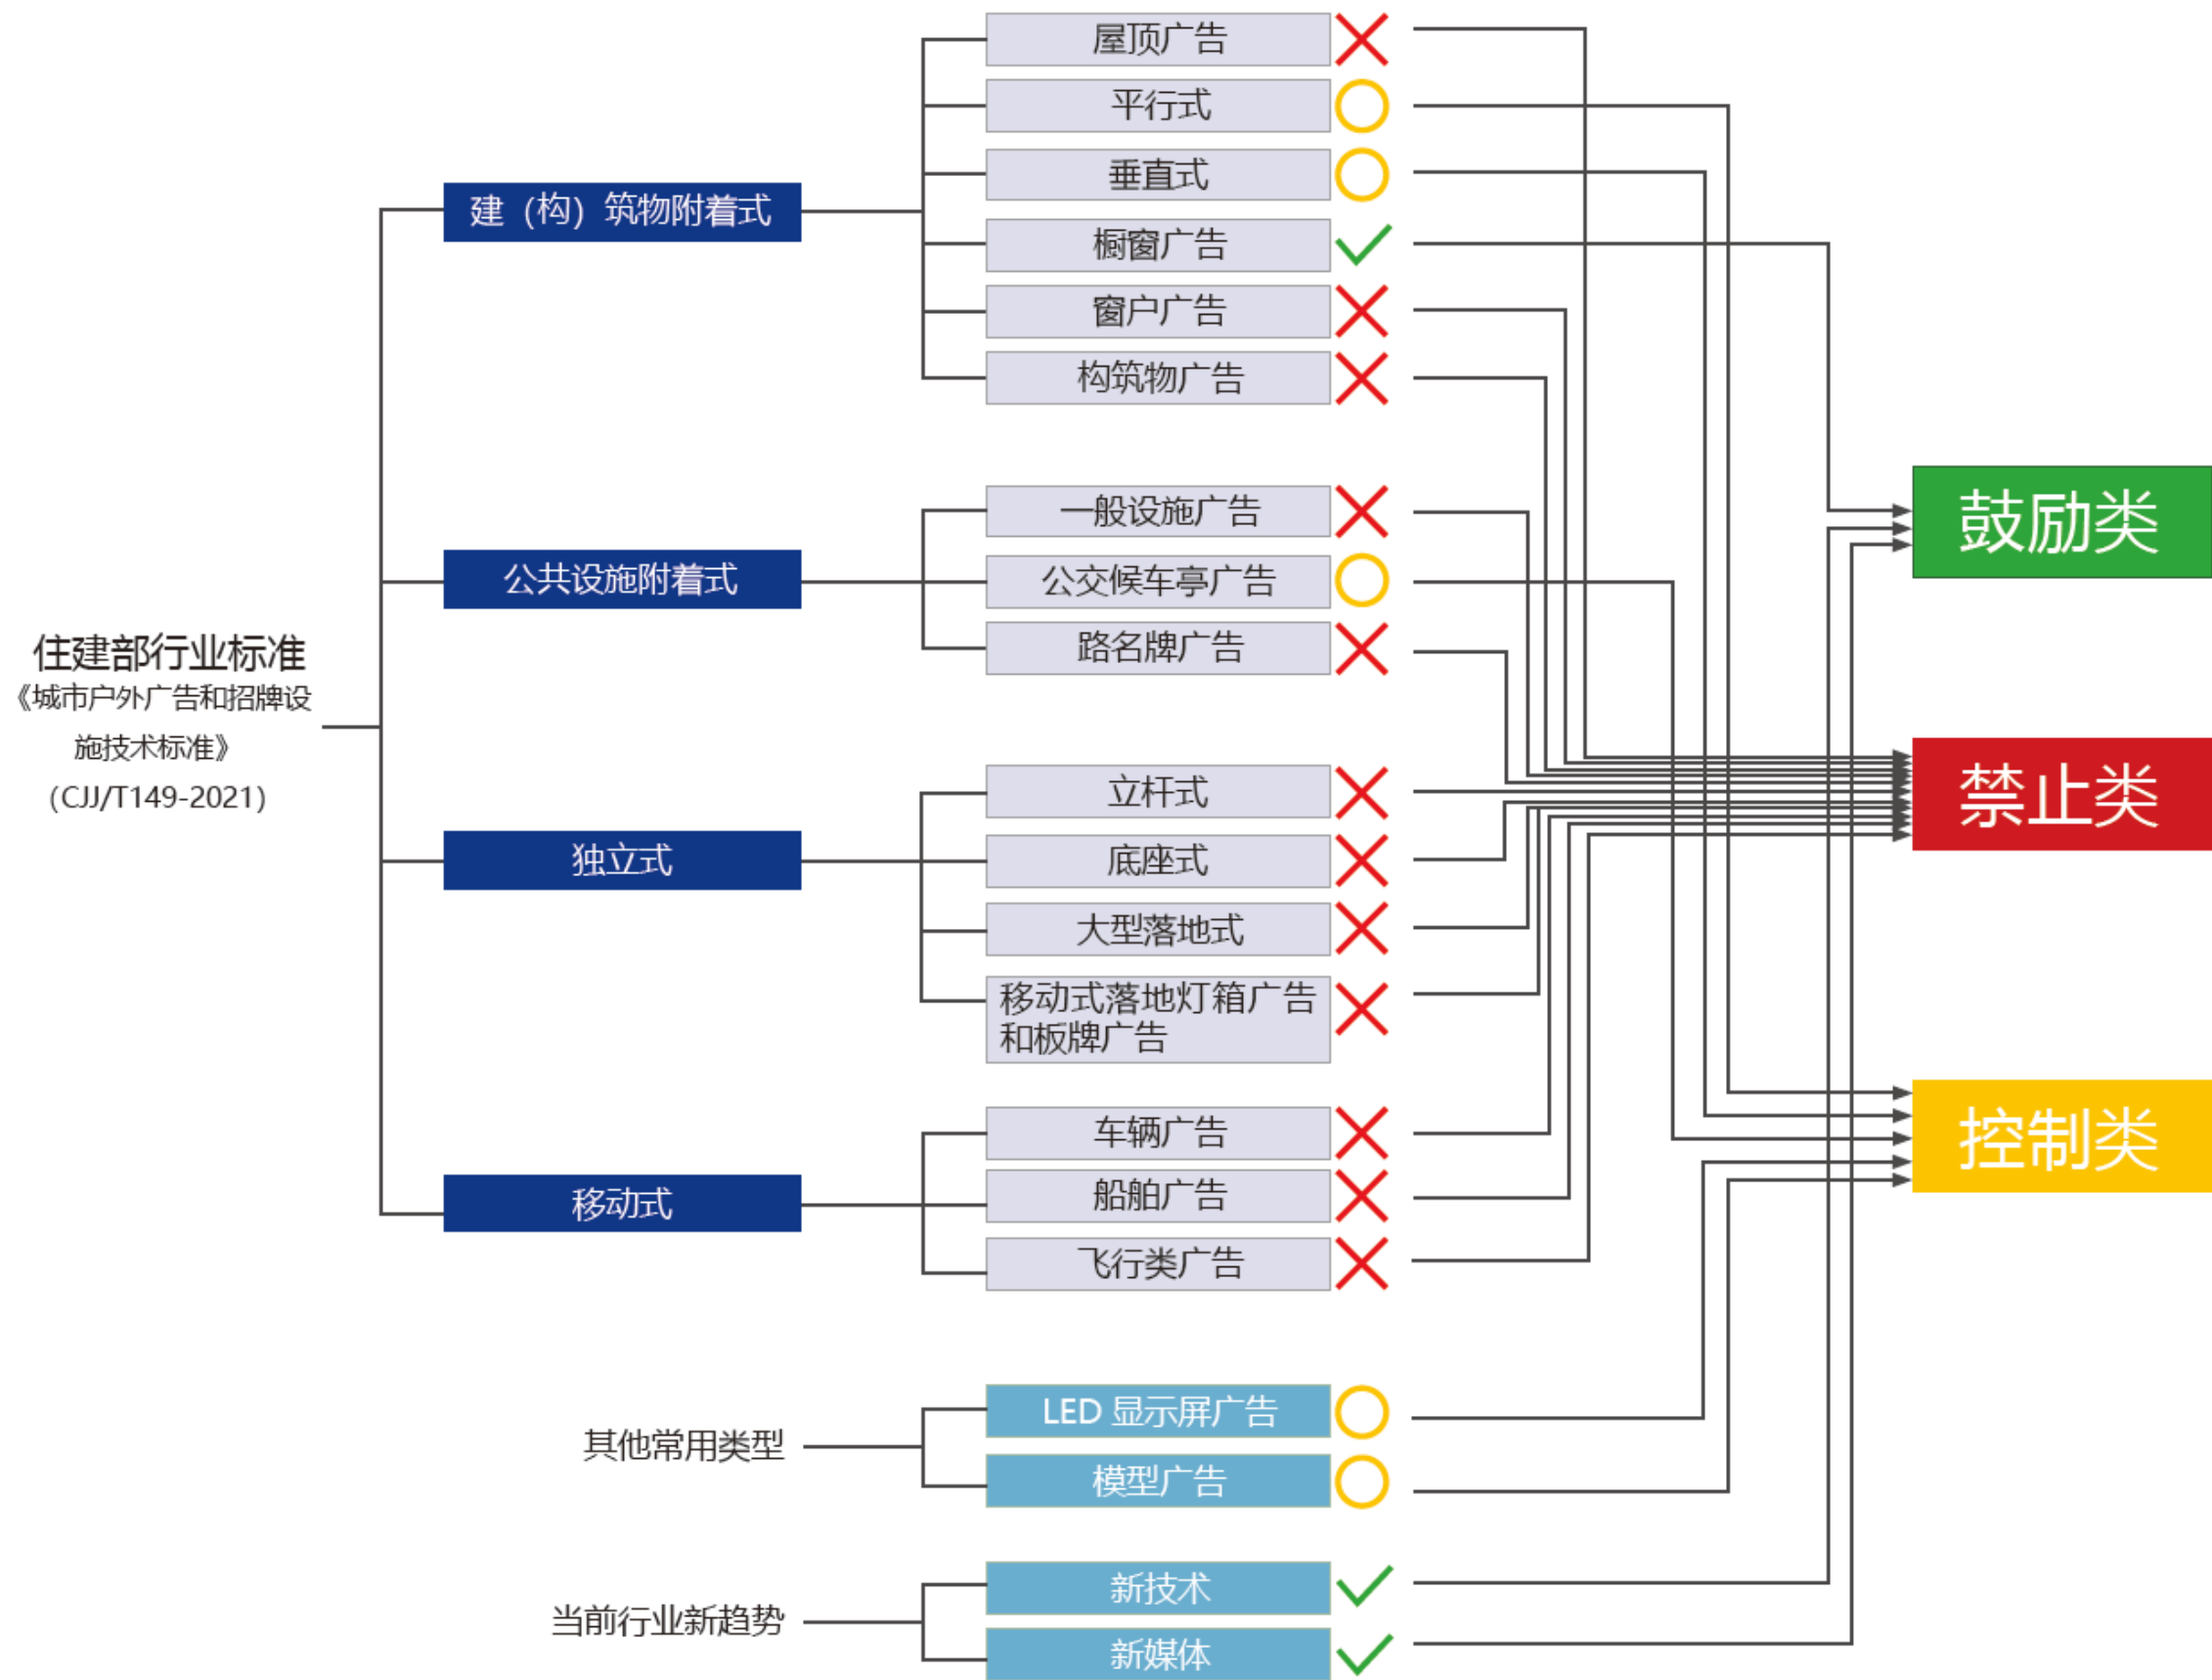 住建部行业标准
《城市户外广告和招牌设
施技术标准》
(CJJ/T149-2021)
建（构）筑物附着式
屋顶广告
平行式
垂直式
橱窗广告
窗户广告
构筑物广告
公共设施附着式
一般设施广告
公交候车亭广告
路名牌广告
独立式
立杆式
底座式
大型落地式
移动式落地灯箱广告
和板牌广告
移动式
车辆广告
船舶广告
飞行类广告
其他常用类型
LED 显示屏广告
模型广告
当前行业新趋势
新技术
新媒体
鼓励类
禁止类
控制类